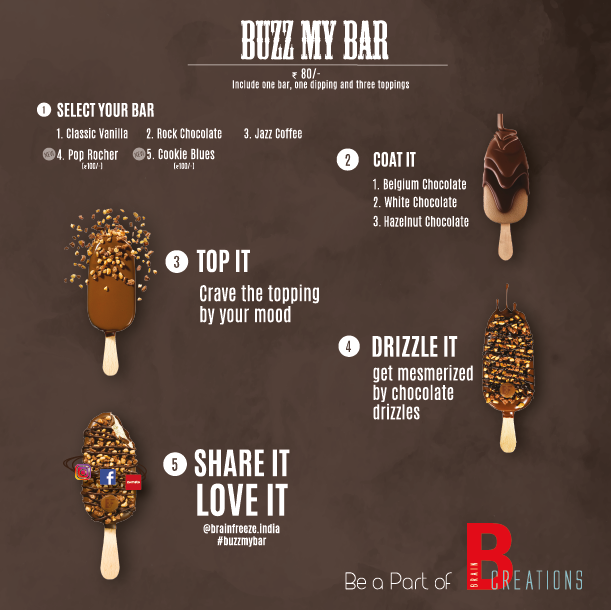 BUZZ MY BAR
₹ 80/-
Include one bar, one dipping and three toppings
1 SELECT YOUR BAR
1. Classic Vanilla 2. Rock Chocolate 3. Jazz Coffee
4. Pop Rocher 5. Cookie Blues
(₹100/-) (₹100/-)
2 COAT IT
1. Belgium Chocolate
2. White Chocolate
3. Hazelnut Chocolate
3 TOP IT
Crave the topping
by your mood
4 DRIZZLE IT
get mesmerized
by chocolate
drizzles
5 SHARE IT
LOVE IT
@brainfreeze.india
#buzzmybar
Be a Part of
B
BRAIN
CREATIONS